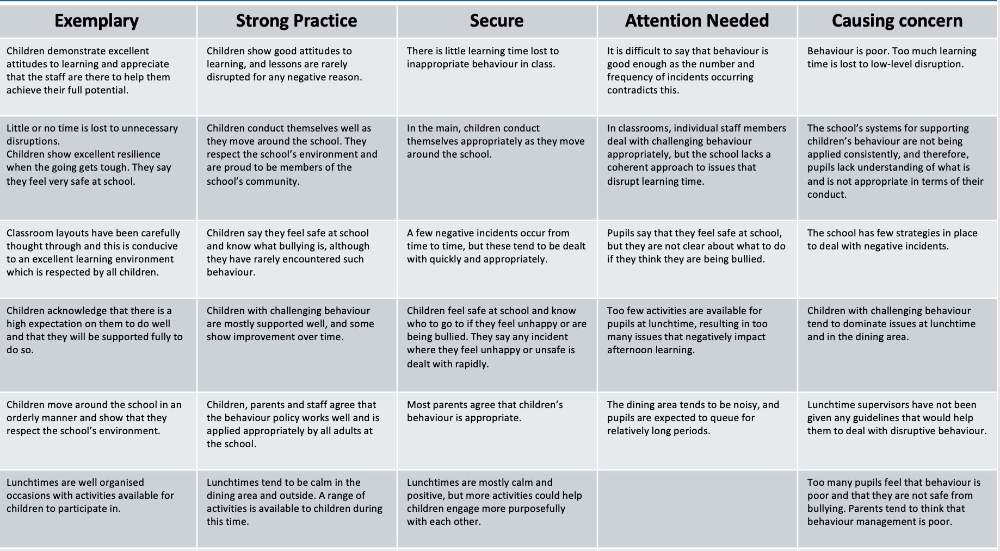 Exemplary
Strong Practice
Secure
Attention Needed
Causing concern
Children demonstrate excellent
attitudes to learning and appreciate
that the staff are there to help them
achieve their full potential.
Children show good attitudes to
learning, and lessons are rarely
disrupted for any negative reason.
There is little learning time lost to
inappropriate behaviour in class.
It is difficult to say that behaviour is
good enough as the number and
frequency of incidents occurring
contradicts this.
Behaviour is poor. Too much learning
time is lost to low-level disruption.
Little or no time is lost to unnecessary
disruptions.
Children show excellent resilience
when the going gets tough. They say
they feel very safe at school.
Children conduct themselves well as
they move around the school. They
respect the school’s environment and
are proud to be members of the
school’s community.
In the main, children conduct
themselves appropriately as they move
around the school.
In classrooms, individual staff members
deal with challenging behaviour
appropriately, but the school lacks a
coherent approach to issues that
disrupt learning time.
The school’s systems for supporting
children’s behaviour are not being
applied consistently, and therefore,
pupils lack understanding of what is
and is not appropriate in terms of their
conduct.
Classroom layouts have been carefully
thought through and this is conducive
to an excellent learning environment
which is respected by all children.
Children say they feel safe at school
and know what bullying is, although
they have rarely encountered such
behaviour.
A few negative incidents occur from
time to time, but these tend to be dealt
with quickly and appropriately.
Pupils say that they feel safe at school,
but they are not clear about what to do
if they think they are being bullied.
The school has few strategies in place
to deal with negative incidents.
Children acknowledge that there is a
high expectation on them to do well
and that they will be supported fully to
do so.
Children with challenging behaviour
are mostly supported well, and some
show improvement over time.
Children feel safe at school and know
who to go to if they feel unhappy or are
being bullied. They say any incident
where they feel unhappy or unsafe is
dealt with rapidly.
Too few activities are available for
pupils at lunchtime, resulting in too
many issues that negatively impact
afternoon learning.
Children with challenging behaviour
tend to dominate issues at lunchtime
and in the dining area.
Children move around the school in an
orderly manner and show that they
respect the school’s environment.
Children, parents and staff agree that
the behaviour policy works well and is
applied appropriately by all adults at
the school.
Most parents agree that children’s
behaviour is appropriate.
The dining area tends to be noisy, and
pupils are expected to queue for
relatively long periods.
Lunchtime supervisors have not been
given any guidelines that would help
them to deal with disruptive behaviour.
Lunchtimes are well organised
occasions with activities available for
children to participate in.
Lunchtimes tend to be calm in the
dining area and outside. A range of
activities is available to children during
this time.
Lunchtimes are mostly calm and
positive, but more activities could help
children engage more purposefully
with each other.
Too many pupils feel that behaviour is
poor and that they are not safe from
bullying. Parents tend to think that
behaviour management is poor.